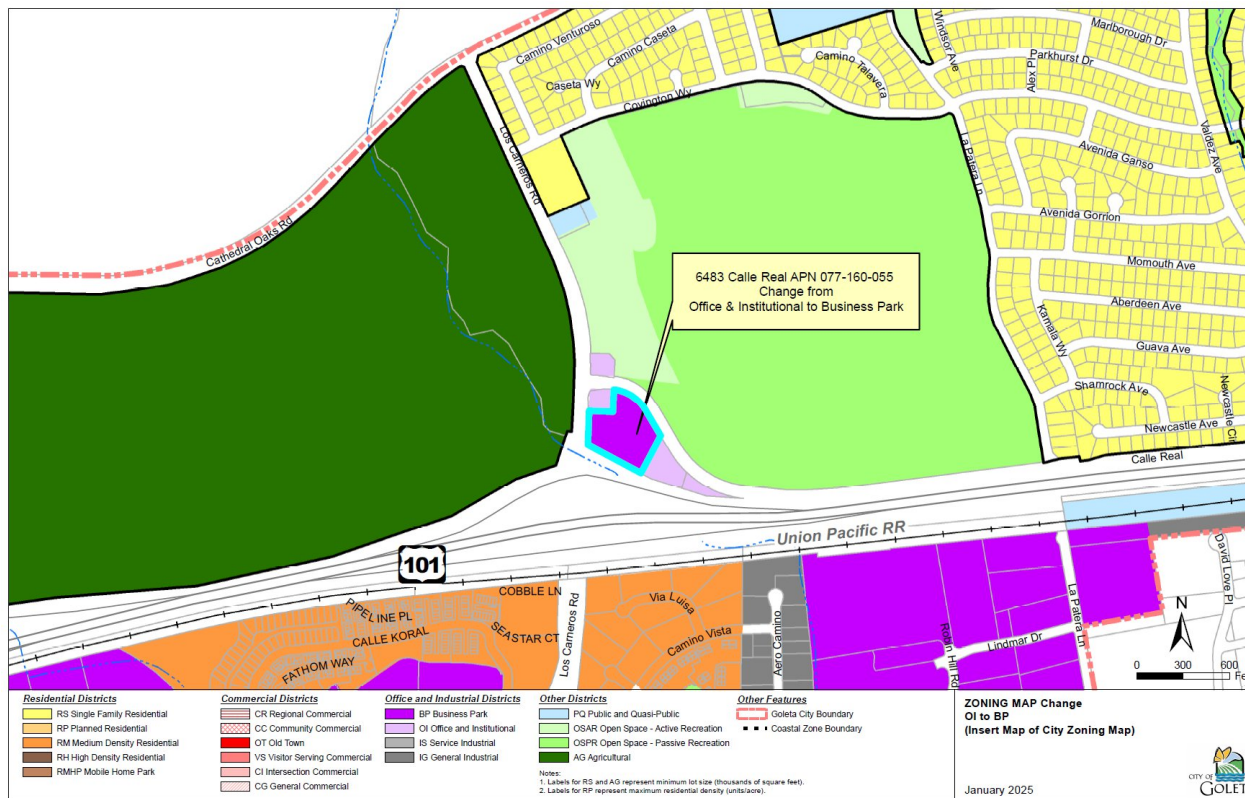 Camino Venturoso
Camino Caseta
Caseta Wy
Covington Wy
Camino Talavera
Windsor Ave
Marlborough Dr
Parkhurst Dr
Alex Pl
Valdez Ave
Avenida Ganso
La Patera Ln
Avenida Gorrion
Momouth Ave
Aberdeen Ave
Kamala Wy
Guava Ave
Shamrock Ave
Newcastle Cir
Newcastle Ave
Calle Real
Los Carneros Rd
Cathedral Oaks Rd
6483 Calle Real APN 077-160-055
Change from
Office & Institutional to Business Park
Union Pacific RR
101
COBBLE LN
PIPELINE PL
CALLE KORAL
SEASTAR CT
FATHOM WAY
Los Carneros Rd
Via Luisa
Camino Vista
Aero Camino
Robin Hill Rd
Lindmar Dr
La Patera Ln
David Love Pl
N
0 300 600
Fe
Residential Districts
RS Single Family Residential
RP Planned Residential
RM Medium Density Residential
RH High Density Residential
RMHP Mobile Home Park
Commercial Districts
CR Regional Commercial
CC Community Commercial
OT Old Town
VS Visitor Serving Commercial
CI Intersection Commercial
CG General Commercial
Office and Industrial Districts
BP Business Park
OI Office and Institutional
IS Service Industrial
IG General Industrial
Other Districts
PQ Public and Quasi-Public
OSAR Open Space - Active Recreation
OSPR Open Space - Passive Recreation
AG Agricultural
Notes:
1. Labels for RS and AG represent minimum lot size (thousands of square feet).
2. Labels for RP represent maximum residential density (units/acre).
Other Features
Goleta City Boundary
Coastal Zone Boundary
ZONING MAP Change
OI to BP
(Insert Map of City Zoning Map)
January 2025
CITY OF
GOLET